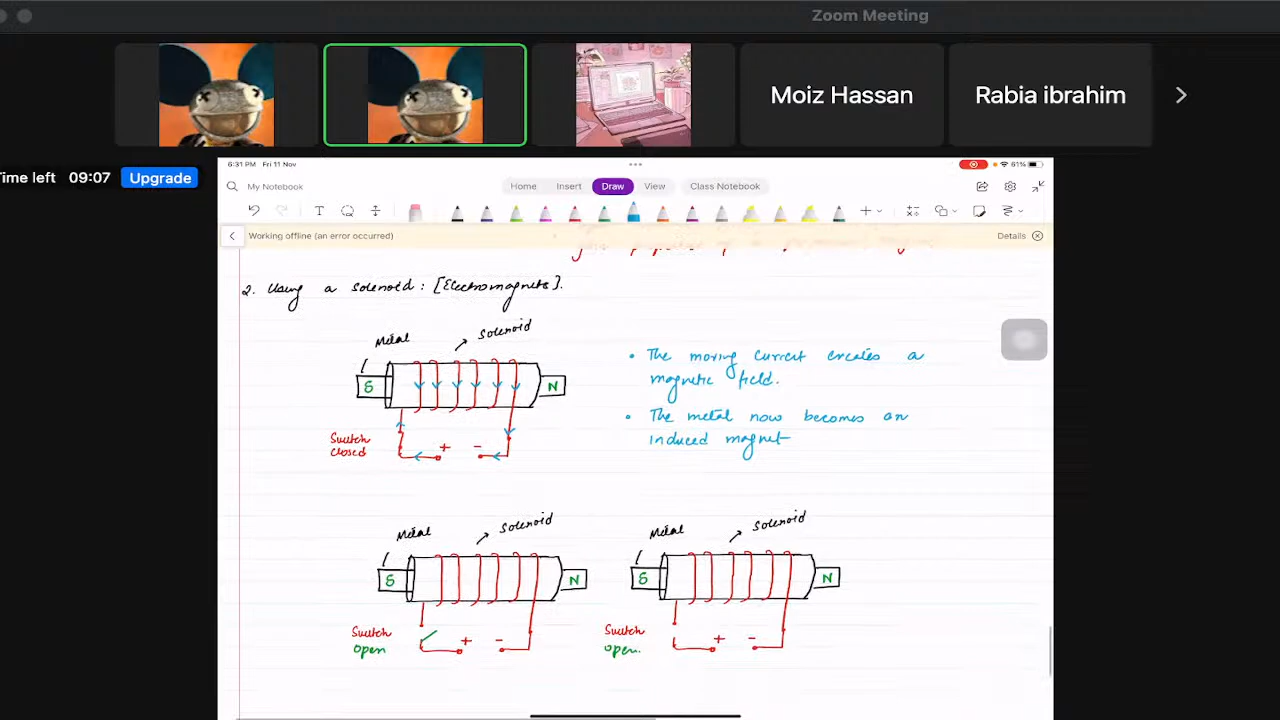 Zoom Meeting
Moiz Hassan
Rabia ibrahim
ime left 09:07 Upgrade
6:31 PM Fri 11 Nov
61%
My Notebook
Home Insert Draw View Class Notebook
Working offline (an error occurred)
Details
2. Using a solenoid : [Electromagnets].
Metal
Solenoid
S
N
Switch
closed
+ -
• The moving current creates a
magnetic field.
• The metal now becomes an
induced magnet
Metal
Solenoid
S
N
Switch
open
+ -
Metal
Solenoid
S
N
Switch
open.
+ -